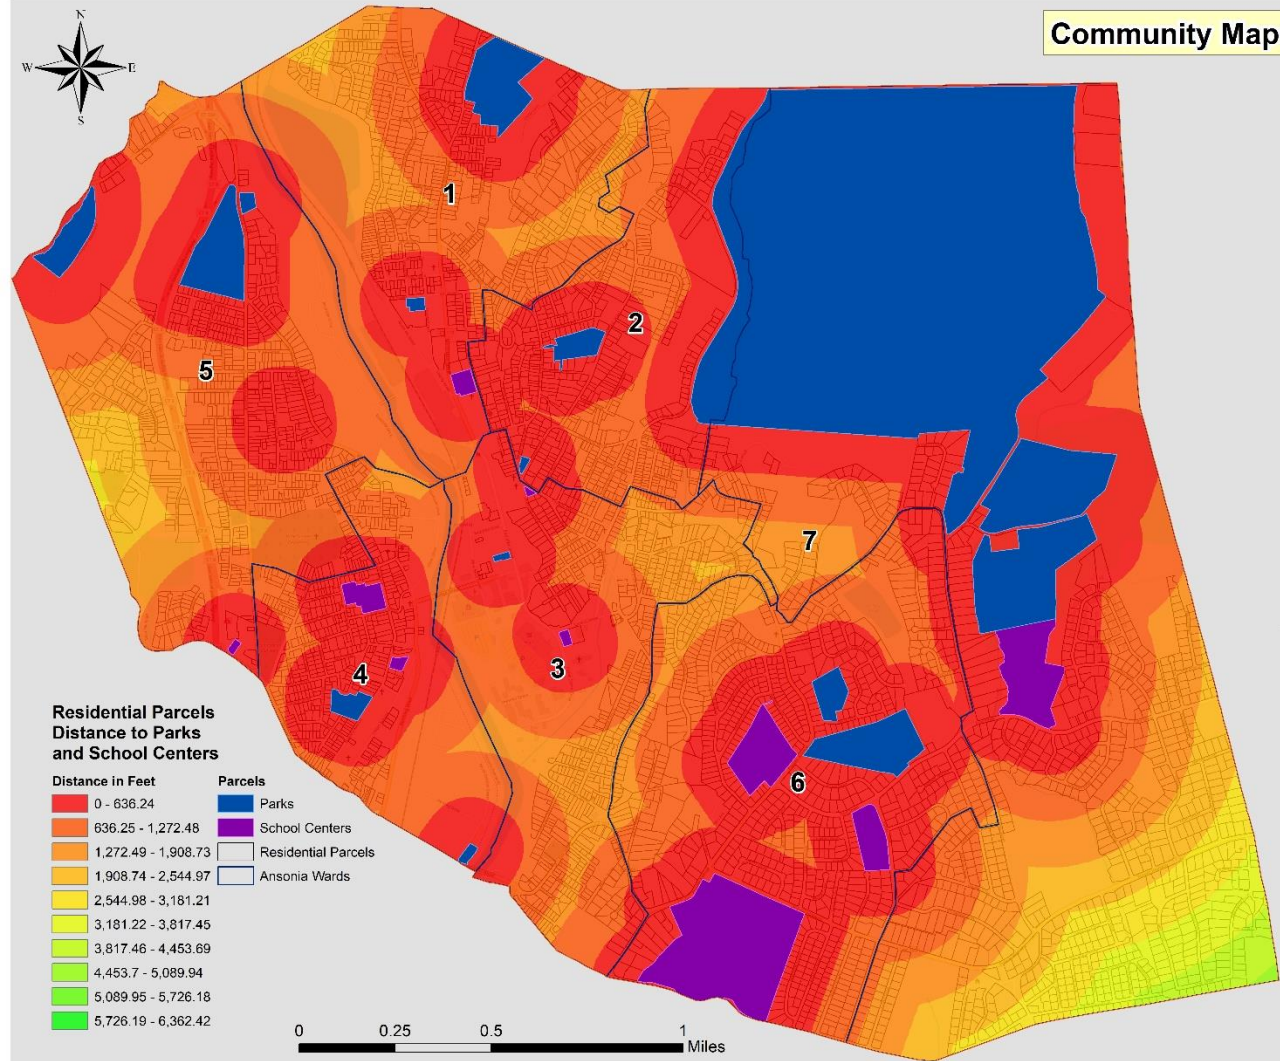 Community Map
N
W E
S
1
2
5
7
3
4
6
Residential Parcels
Distance to Parks
and School Centers
Distance in Feet
0 - 636.24
636.25 - 1,272.48
1,272.49 - 1,908.73
1,908.74 - 2,544.97
2,544.98 - 3,181.21
3,181.22 - 3,817.45
3,817.46 - 4,453.69
4,453.7 - 5,089.94
5,089.95 - 5,726.18
5,726.19 - 6,362.42
Parcels
Parks
School Centers
Residential Parcels
Ansonia Wards
0 0.25 0.5 1
Miles